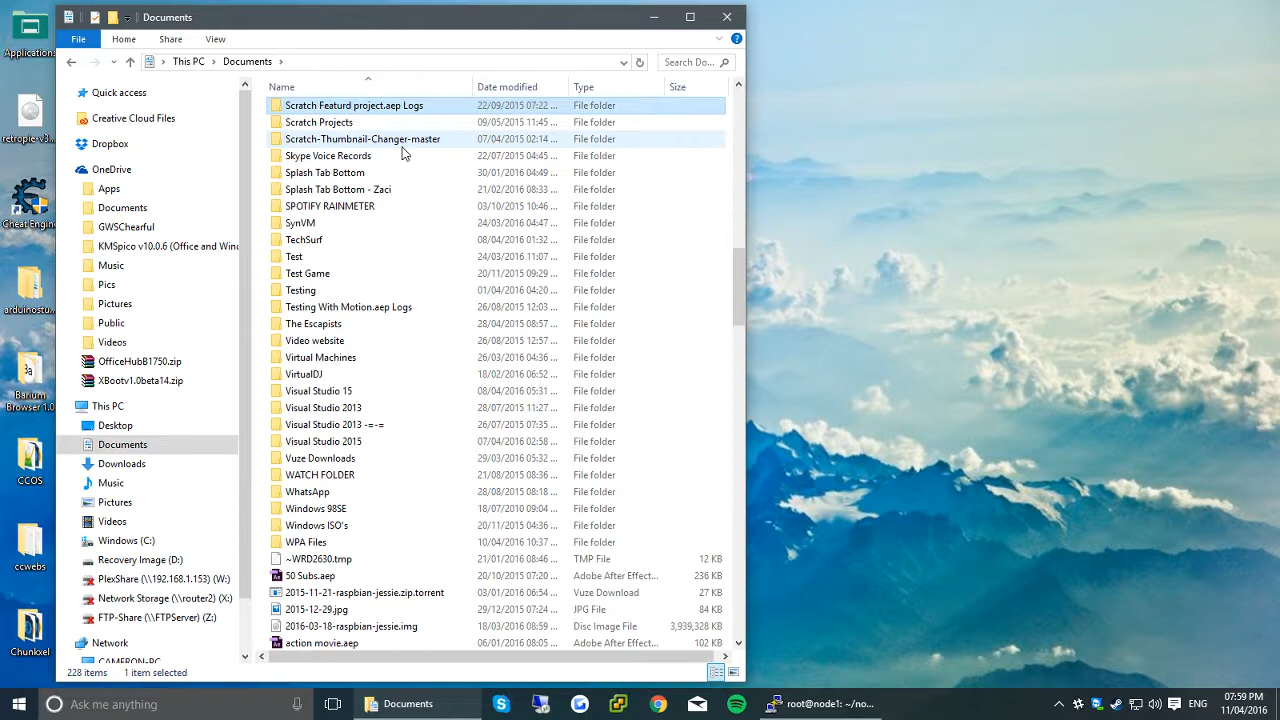 Documents
File Home Share View
This PC Documents Search Do...
Name Date modified Type Size
Applications
retropie-v3...
CheatEngin...
arduinostu...
Barium Browser 1.0
CCOS
ccwebs
Chunkxel
Quick access
Creative Cloud Files
Dropbox
OneDrive
Apps
Documents
GWSChearful
KMSpico v10.0.6 (Office and Wind
Music
Pics
Pictures
Public
Videos
OfficeHubB1750.zip
XBootv1.0beta14.zip
This PC
Desktop
Documents
Downloads
Music
Pictures
Videos
Windows (C:)
Recovery Image (D:)
PlexShare (\\192.168.1.153) (W:)
Network Storage (\\router2) (X:)
FTP-Share (\\FTPServer) (Z:)
Network
CAMERON-PC
Scratch Featurd project.aep Logs 22/09/2015 07:22 ... File folder
Scratch Projects 09/05/2015 11:45 ... File folder
Scratch-Thumbnail-Changer-master 07/04/2015 02:14 ... File folder
Skype Voice Records 22/07/2015 04:45 ... File folder
Splash Tab Bottom 30/01/2016 04:49 ... File folder
Splash Tab Bottom - Zaci 21/02/2016 08:33 ... File folder
SPOTIFY RAINMETER 03/10/2015 10:46 ... File folder
SynVM 24/03/2016 04:47 ... File folder
TechSurf 08/04/2016 01:32 ... File folder
Test 24/03/2016 11:07 ... File folder
Test Game 20/11/2015 09:29 ... File folder
Testing 01/04/2016 04:20 ... File folder
Testing With Motion.aep Logs 26/08/2015 12:03 ... File folder
The Escapists 28/04/2015 08:57 ... File folder
Video website 26/08/2015 12:57 ... File folder
Virtual Machines 26/03/2016 04:36 ... File folder
VirtualDJ 18/02/2016 06:52 ... File folder
Visual Studio 15 08/04/2016 05:31 ... File folder
Visual Studio 2013 28/07/2015 11:27 ... File folder
Visual Studio 2013 -=-= 26/07/2015 07:35 ... File folder
Visual Studio 2015 07/04/2016 02:58 ... File folder
Vuze Downloads 29/03/2016 05:32 ... File folder
WATCH FOLDER 21/08/2015 08:36 ... File folder
WhatsApp 28/08/2015 08:18 ... File folder
Windows 98SE 18/07/2010 09:04 ... File folder
Windows ISO's 20/11/2015 04:36 ... File folder
WPA Files 10/04/2016 10:37 ... File folder
~WRD2630.tmp 21/01/2016 08:46 ... TMP File 12 KB
50 Subs.aep 20/10/2015 07:20 ... Adobe After Effect... 236 KB
2015-11-21-raspbian-jessie.zip.torrent 03/01/2016 06:54 ... Vuze Download 27 KB
2015-12-29.jpg 29/12/2015 07:24 ... JPG File 84 KB
2016-03-18-raspbian-jessie.img 18/03/2016 08:59 ... Disc Image File 3,939,328 KB
action movie.aep 06/01/2016 08:05 ... Adobe After Effect... 102 KB
228 items 1 item selected
Ask me anything Documents root@node1: ~/no... ENG 07:59 PM
11/04/2016